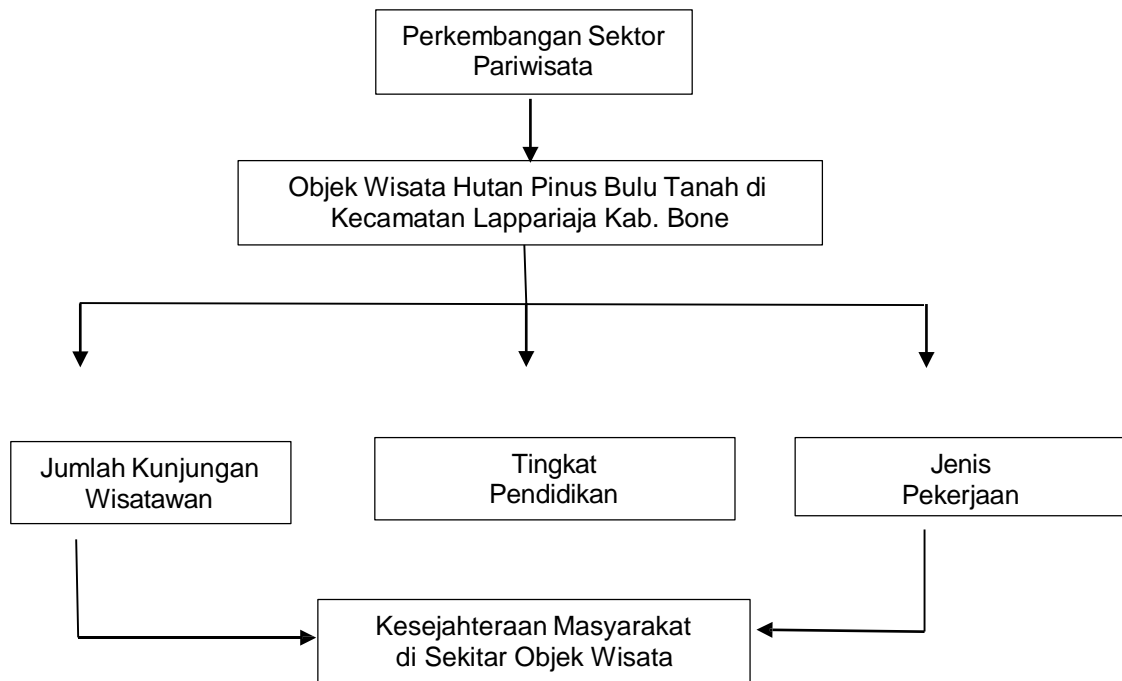 Perkembangan Sektor
Pariwisata
Objek Wisata Hutan Pinus Bulu Tanah di
Kecamatan Lappariaja Kab. Bone
Jumlah Kunjungan
Wisatawan
Tingkat
Pendidikan
Jenis
Pekerjaan
Kesejahteraan Masyarakat
di Sekitar Objek Wisata